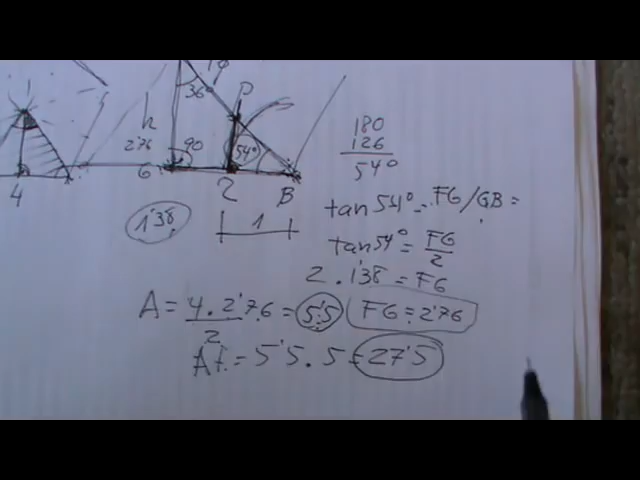 36°
P
h
2'76
90
54°
4
6
2
B
1'38
1
180
126
54°
tan 54° = FG/GB =
tan 54° = FG/2
2 . 1'38 = FG
A = 4 . 2'76 / 2 = 5'5
FG = 2'76
AT = 5'5 . 5 = 27'5